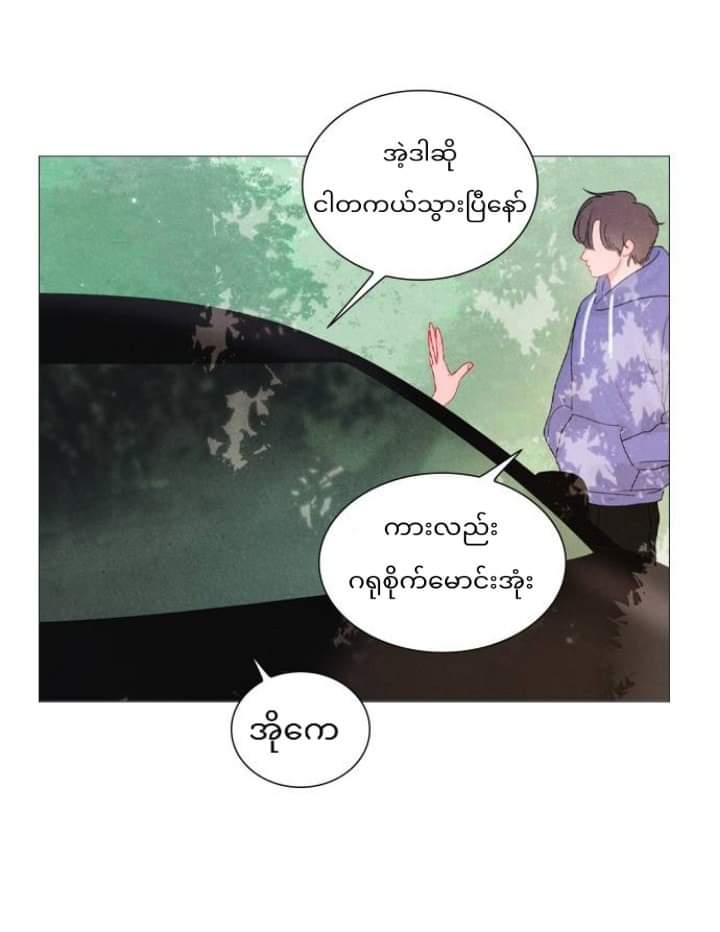 အဲ့ဒါဆို
ငါတကယ်သွားပြီနော်
ကားလည်း
ဂရုစိုက်မောင်းအုံး
အိုကေ